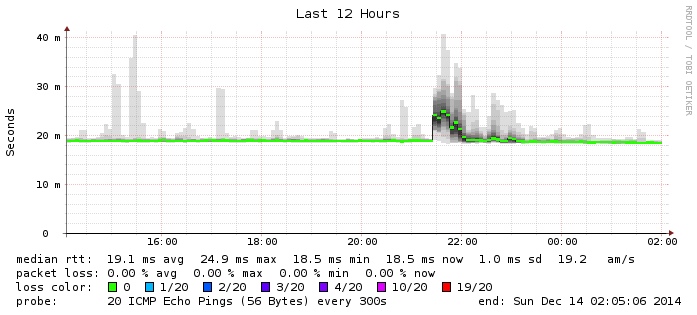 Last 12 Hours
RRDTOOL / TOBI OETIKER
Seconds
40 m
30 m
20 m
10 m
0
16:00 18:00 20:00 22:00 00:00 02:00
median rtt: 19.1 ms avg 24.9 ms max 18.5 ms min 18.5 ms now 1.0 ms sd 19.2 am/s
packet loss: 0.00 % avg 0.00 % max 0.00 % min 0.00 % now
loss color: 0 1/20 2/20 3/20 4/20 10/20 19/20
probe: 20 ICMP Echo Pings (56 Bytes) every 300s end: Sun Dec 14 02:05:06 2014